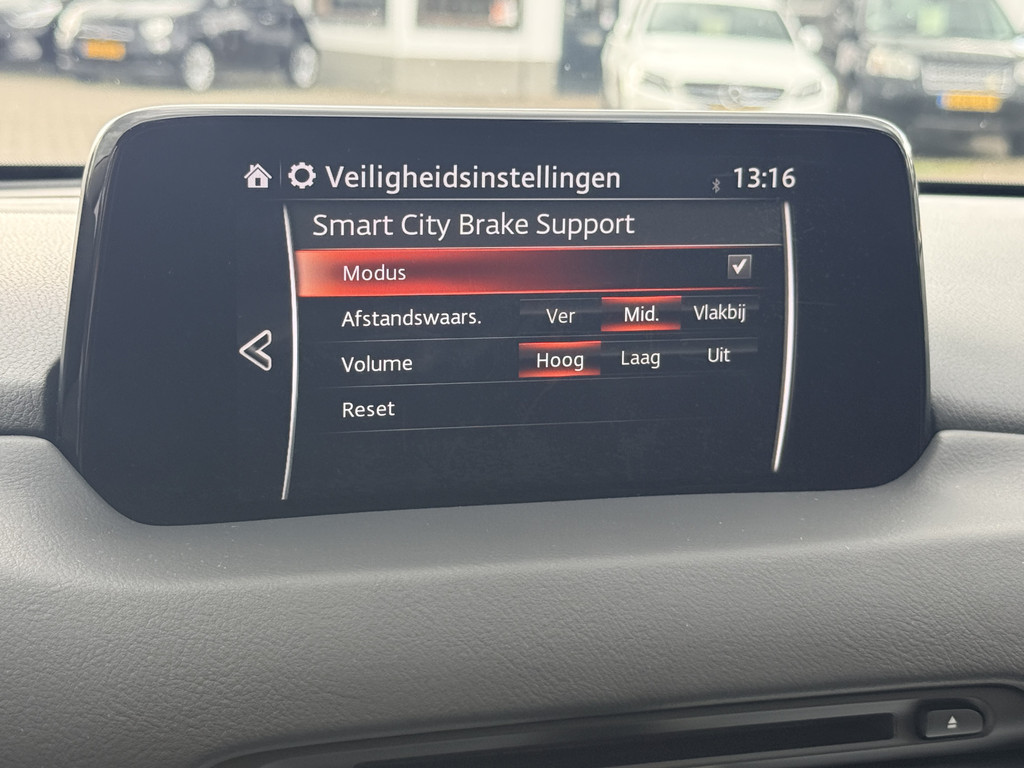 Veiligheidsinstellingen 13:16
Smart City Brake Support
Modus
Afstandswaars. Ver Mid. Vlakbij
Volume Hoog Laag Uit
Reset